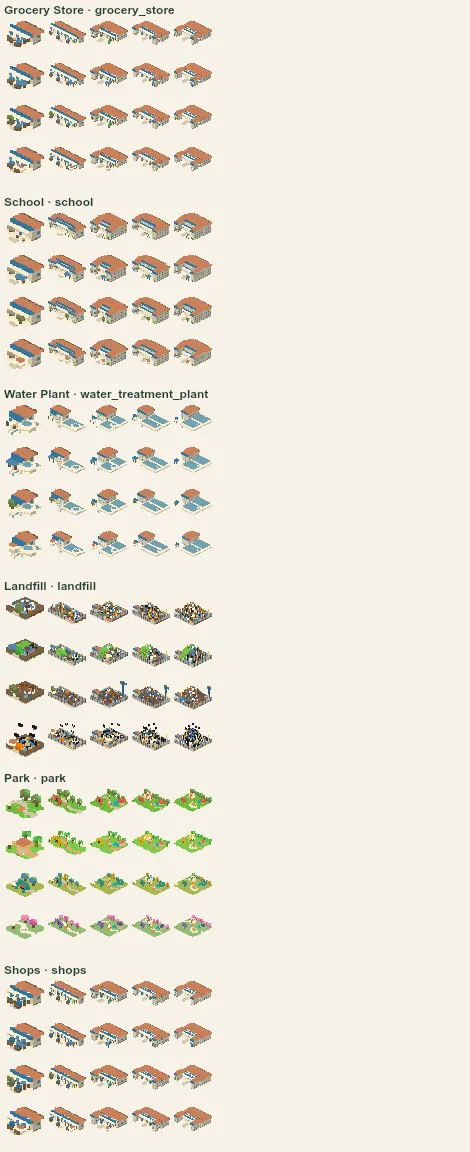 Grocery Store · grocery_store
School · school
Water Plant · water_treatment_plant
Landfill · landfill
Park · park
Shops · shops